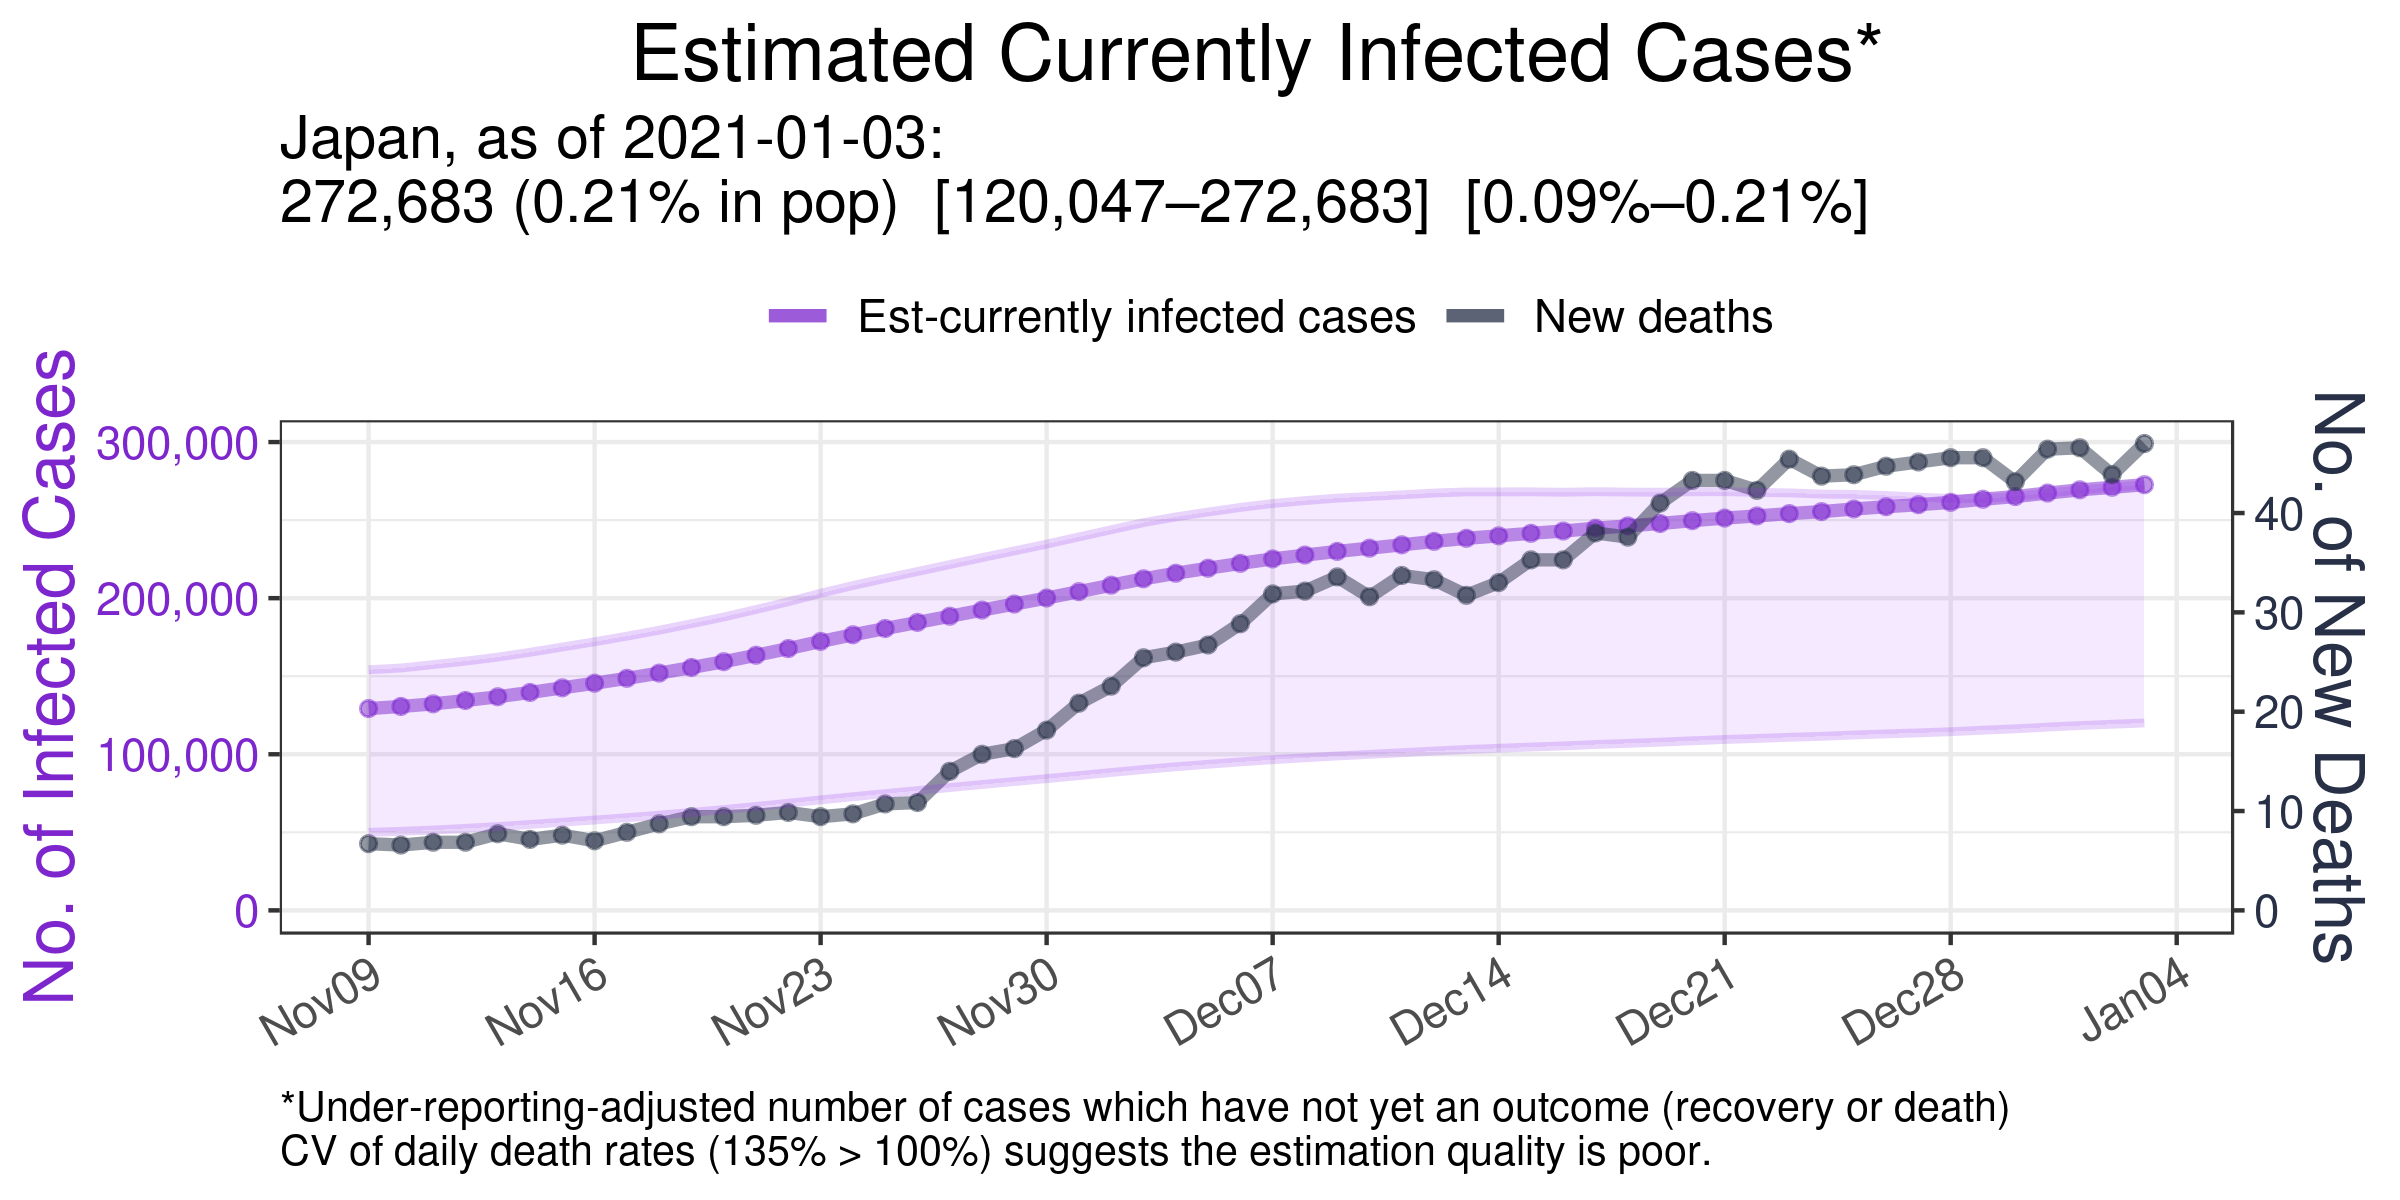 Estimated Currently Infected Cases*
Japan, as of 2021-01-03:
272,683 (0.21% in pop) [120,047–272,683] [0.09%–0.21%]
Est-currently infected cases
New deaths
No. of Infected Cases
300,000
200,000
100,000
0
40
30
20
10
0
No. of New Deaths
Nov09
Nov16
Nov23
Nov30
Dec07
Dec14
Dec21
Dec28
Jan04
*Under-reporting-adjusted number of cases which have not yet an outcome (recovery or death)
CV of daily death rates (135% > 100%) suggests the estimation quality is poor.